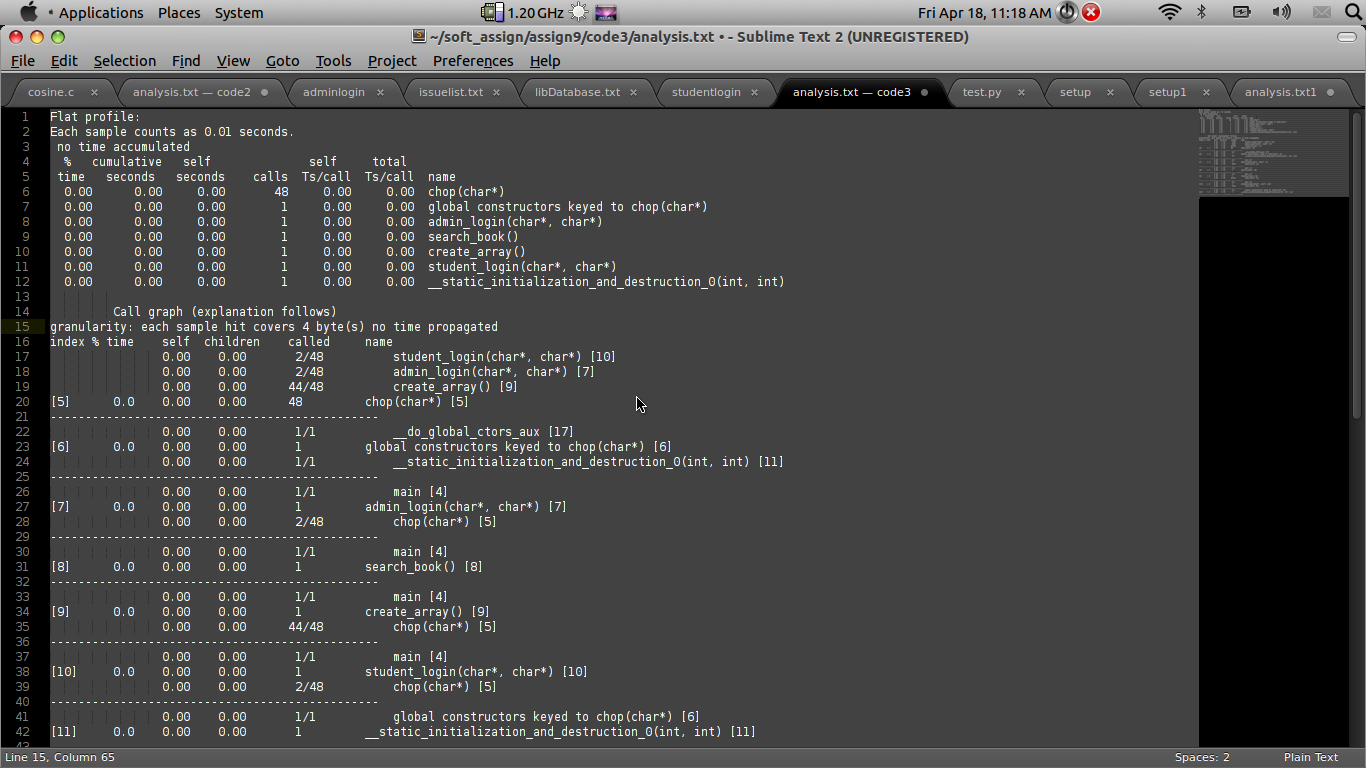 Applications Places System 1.20 GHz Fri Apr 18, 11:18 AM
~/soft_assign/assign9/code3/analysis.txt • - Sublime Text 2 (UNREGISTERED)
File Edit Selection Find View Goto Tools Project Preferences Help
cosine.c × analysis.txt — code2 adminlogin × issuelist.txt × libDatabase.txt × studentlogin × analysis.txt — code3 test.py × setup × setup1 × analysis.txt1
1 Flat profile:
2 Each sample counts as 0.01 seconds.
3 no time accumulated
4 % cumulative self self total
5 time seconds seconds calls Ts/call Ts/call name
6 0.00 0.00 0.00 48 0.00 0.00 chop(char*)
7 0.00 0.00 0.00 1 0.00 0.00 global constructors keyed to chop(char*)
8 0.00 0.00 0.00 1 0.00 0.00 admin_login(char*, char*)
9 0.00 0.00 0.00 1 0.00 0.00 search_book()
10 0.00 0.00 0.00 1 0.00 0.00 create_array()
11 0.00 0.00 0.00 1 0.00 0.00 student_login(char*, char*)
12 0.00 0.00 0.00 1 0.00 0.00 __static_initialization_and_destruction_0(int, int)
13
14 Call graph (explanation follows)
15 granularity: each sample hit covers 4 byte(s) no time propagated
16 index % time self children called name
17 0.00 0.00 2/48 student_login(char*, char*) [10]
18 0.00 0.00 2/48 admin_login(char*, char*) [7]
19 0.00 0.00 44/48 create_array() [9]
20 [5] 0.0 0.00 0.00 48 chop(char*) [5]
21 -----------------------------------------------
22 0.00 0.00 1/1 __do_global_ctors_aux [17]
23 [6] 0.0 0.00 0.00 1 global constructors keyed to chop(char*) [6]
24 0.00 0.00 1/1 __static_initialization_and_destruction_0(int, int) [11]
25 -----------------------------------------------
26 0.00 0.00 1/1 main [4]
27 [7] 0.0 0.00 0.00 1 admin_login(char*, char*) [7]
28 0.00 0.00 2/48 chop(char*) [5]
29 -----------------------------------------------
30 0.00 0.00 1/1 main [4]
31 [8] 0.0 0.00 0.00 1 search_book() [8]
32 -----------------------------------------------
33 0.00 0.00 1/1 main [4]
34 [9] 0.0 0.00 0.00 1 create_array() [9]
35 0.00 0.00 44/48 chop(char*) [5]
36 -----------------------------------------------
37 0.00 0.00 1/1 main [4]
38 [10] 0.0 0.00 0.00 1 student_login(char*, char*) [10]
39 0.00 0.00 2/48 chop(char*) [5]
40 -----------------------------------------------
41 0.00 0.00 1/1 global constructors keyed to chop(char*) [6]
42 [11] 0.0 0.00 0.00 1 __static_initialization_and_destruction_0(int, int) [11]
43
Line 15, Column 65 Spaces: 2 Plain Text